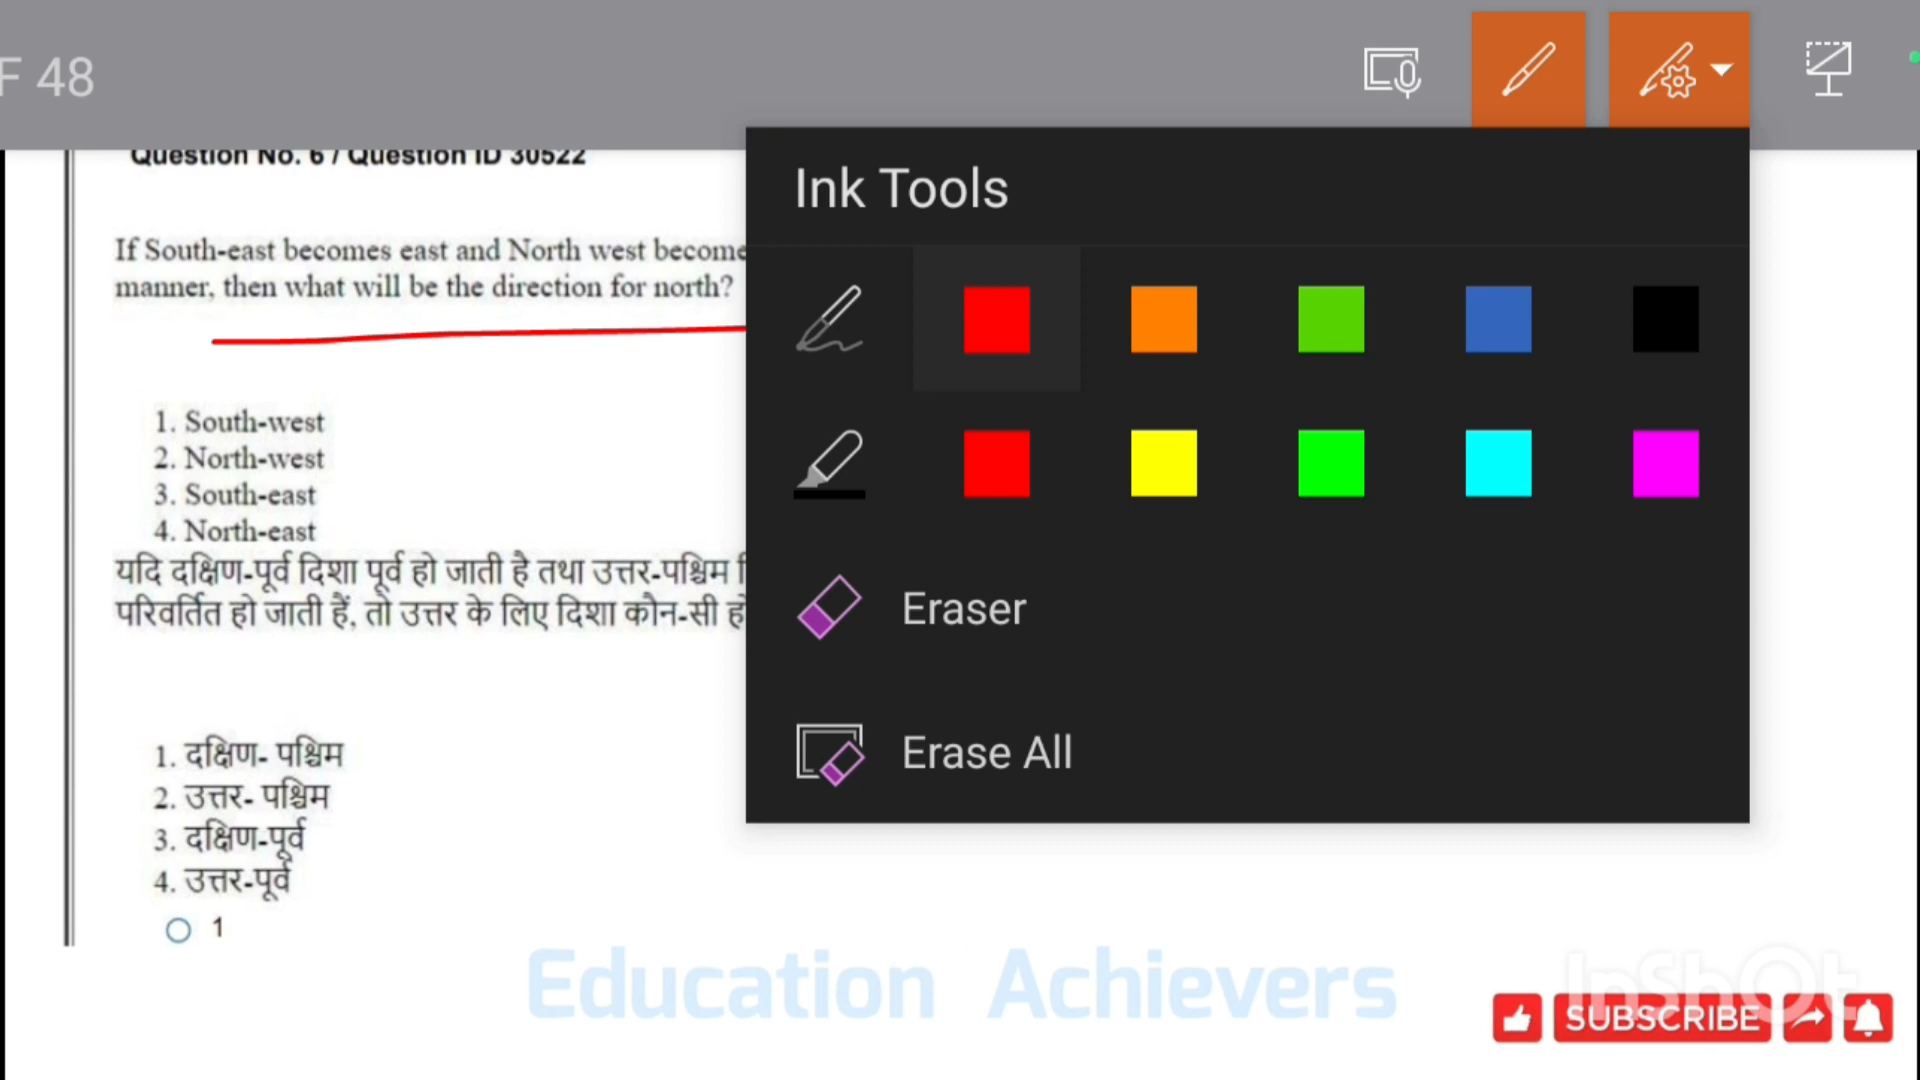 F 48
Question No. 6 / Question ID 30522
Ink Tools
If South-east becomes east and North west become
manner, then what will be the direction for north?
1. South-west
2. North-west
3. South-east
4. North-east
यदि दक्षिण-पूर्व दिशा पूर्व हो जाती है तथा उत्तर-पश्चिम
परिवर्तित हो जाती हैं, तो उत्तर के लिए दिशा कौन-सी
Eraser
Erase All
1. दक्षिण- पश्चिम
2. उत्तर- पश्चिम
3. दक्षिण-पूर्व
4. उत्तर-पूर्व
1
Education Achievers
InShOt
SUBSCRIBE